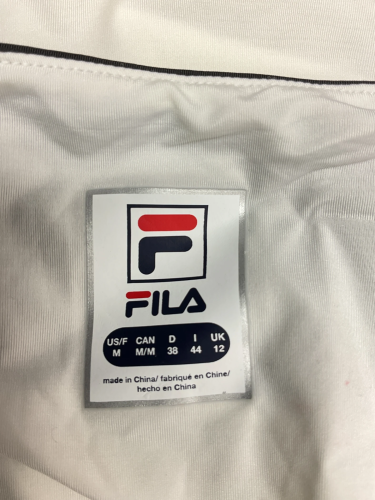 F
FILA
US/F CAN D I UK
M M/M 38 44 12
made in China/ fabriqué en Chine/
hecho en China